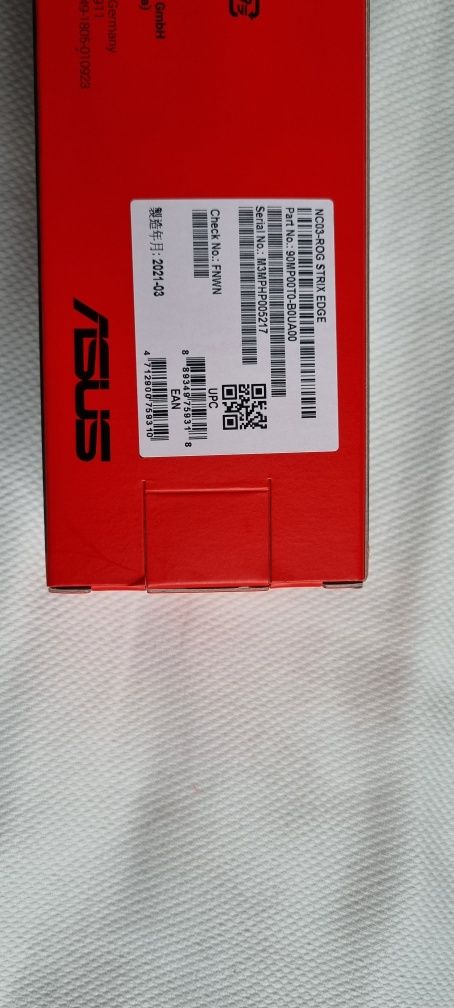 GmbH
Germany
NC03-ROG STRIX EDGE
Part No.: 90MP00T0-B0UA00
Serial No.: M3MPHP005217
Check No.: FNWN
製造年月: 2021-03
UPC
8 89349 75931 8
EAN
4 712900 759310
ASUS